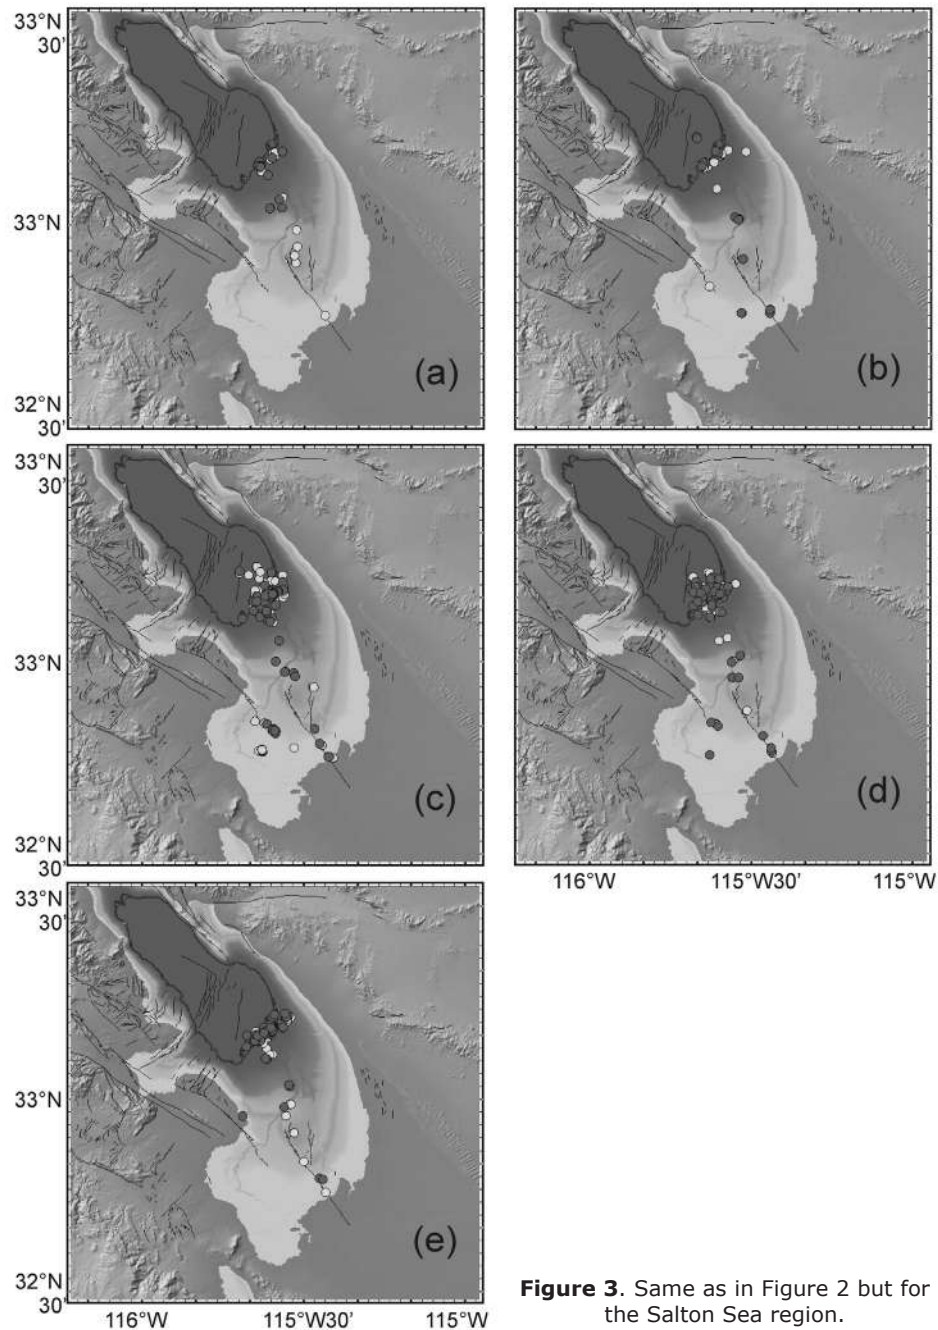 33°N
30'
33°N
32°N
30'
(a)
(b)
33°N
30'
33°N
32°N
30'
(c)
(d)
116°W 115°W30' 115°W
33°N
30'
33°N
32°N
30'
(e)
116°W 115°W30' 115°W
Figure 3. Same as in Figure 2 but for
the Salton Sea region.